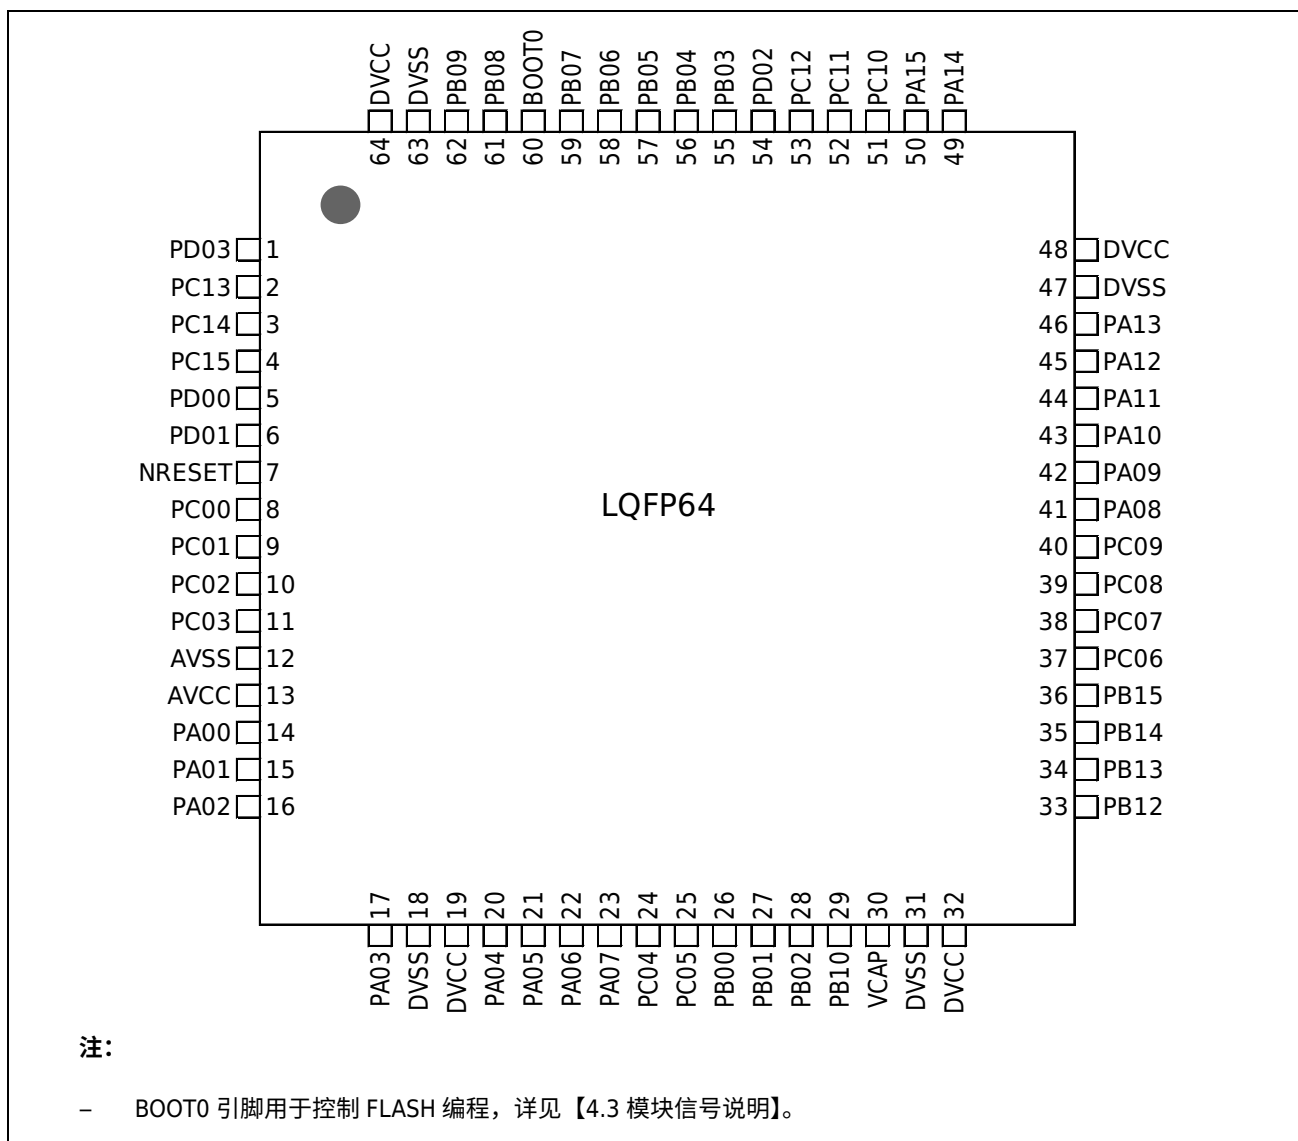 DVCC DVSS PB09 PB08 BOOT0 PB07 PB06 PB05 PB04 PB03 PD02 PC12 PC11 PC10 PA15 PA14
64 63 62 61 60 59 58 57 56 55 54 53 52 51 50 49
PD03 1 48 DVCC
PC13 2 47 DVSS
PC14 3 46 PA13
PC15 4 45 PA12
PD00 5 44 PA11
PD01 6 43 PA10
NRESET 7 42 PA09
PC00 8 LQFP64 41 PA08
PC01 9 40 PC09
PC02 10 39 PC08
PC03 11 38 PC07
AVSS 12 37 PC06
AVCC 13 36 PB15
PA00 14 35 PB14
PA01 15 34 PB13
PA02 16 33 PB12
17 18 19 20 21 22 23 24 25 26 27 28 29 30 31 32
PA03 DVSS DVCC PA04 PA05 PA06 PA07 PC04 PC05 PB00 PB01 PB02 PB10 VCAP DVSS DVCC
注：
– BOOT0 引脚用于控制 FLASH 编程，详见【4.3 模块信号说明】。